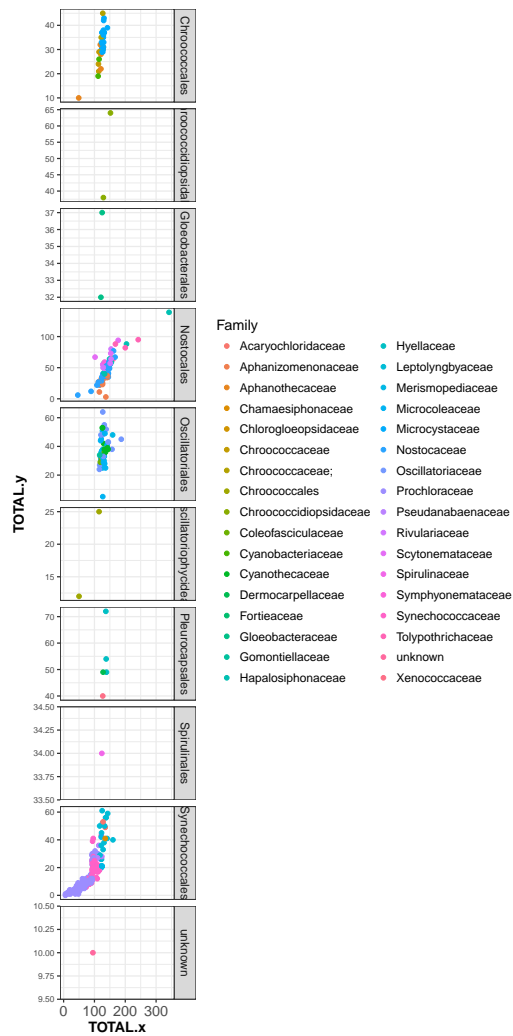 40
30
20
10
Chroococcales
65
60
55
50
45
40
roococcidiopsida
37
36
35
34
33
32
Gloeobacterales
100
50
0
Nostocales
60
40
20
Oscillatoriales
25
20
15
scillatoriophycidea
70
60
50
40
Pleurocapsales
34.50
34.25
34.00
33.75
33.50
Spirulinales
60
40
20
0
Synechococcales
10.50
10.25
10.00
9.75
9.50
unknown
0 100 200 300
TOTAL.x
TOTAL.y
Family
Acaryochloridaceae
Aphanizomenonaceae
Aphanothecaceae
Chamaesiphonaceae
Chlorogloeopsidaceae
Chroococcaceae
Chroococcaceae;
Chroococcales
Chroococcidiopsidaceae
Coleofasciculaceae
Cyanobacteriaceae
Cyanothecaceae
Dermocarpellaceae
Fortieaceae
Gloeobacteraceae
Gomontiellaceae
Hapalosiphonaceae
Hyellaceae
Leptolyngbyaceae
Merismopediaceae
Microcoleaceae
Microcystaceae
Nostocaceae
Oscillatoriaceae
Prochloraceae
Pseudanabaenaceae
Rivulariaceae
Scytonemataceae
Spirulinaceae
Symphyonemataceae
Synechococcaceae
Tolypothrichaceae
unknown
Xenococcaceae